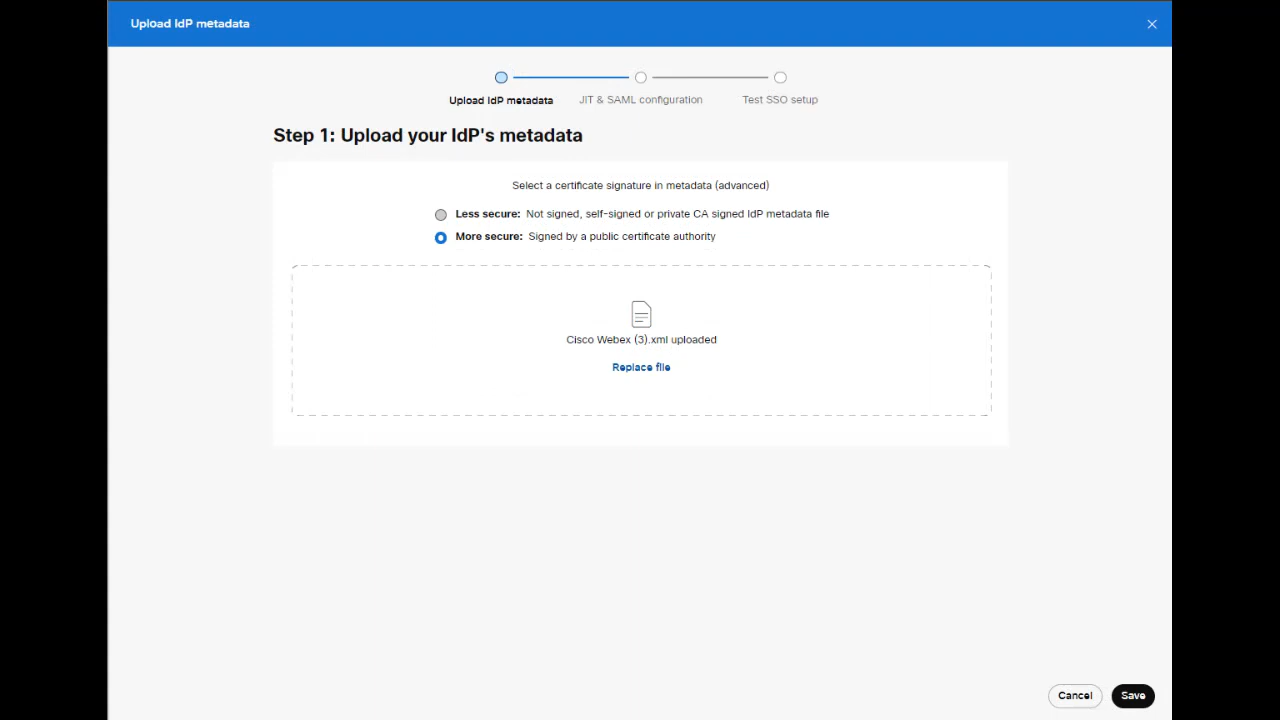 Upload IdP metadata
Upload IdP metadata
JIT & SAML configuration
Test SSO setup
Step 1: Upload your IdP's metadata
Select a certificate signature in metadata (advanced)
Less secure: Not signed, self-signed or private CA signed IdP metadata file
More secure: Signed by a public certificate authority
Cisco Webex (3).xml uploaded
Replace file
Cancel
Save